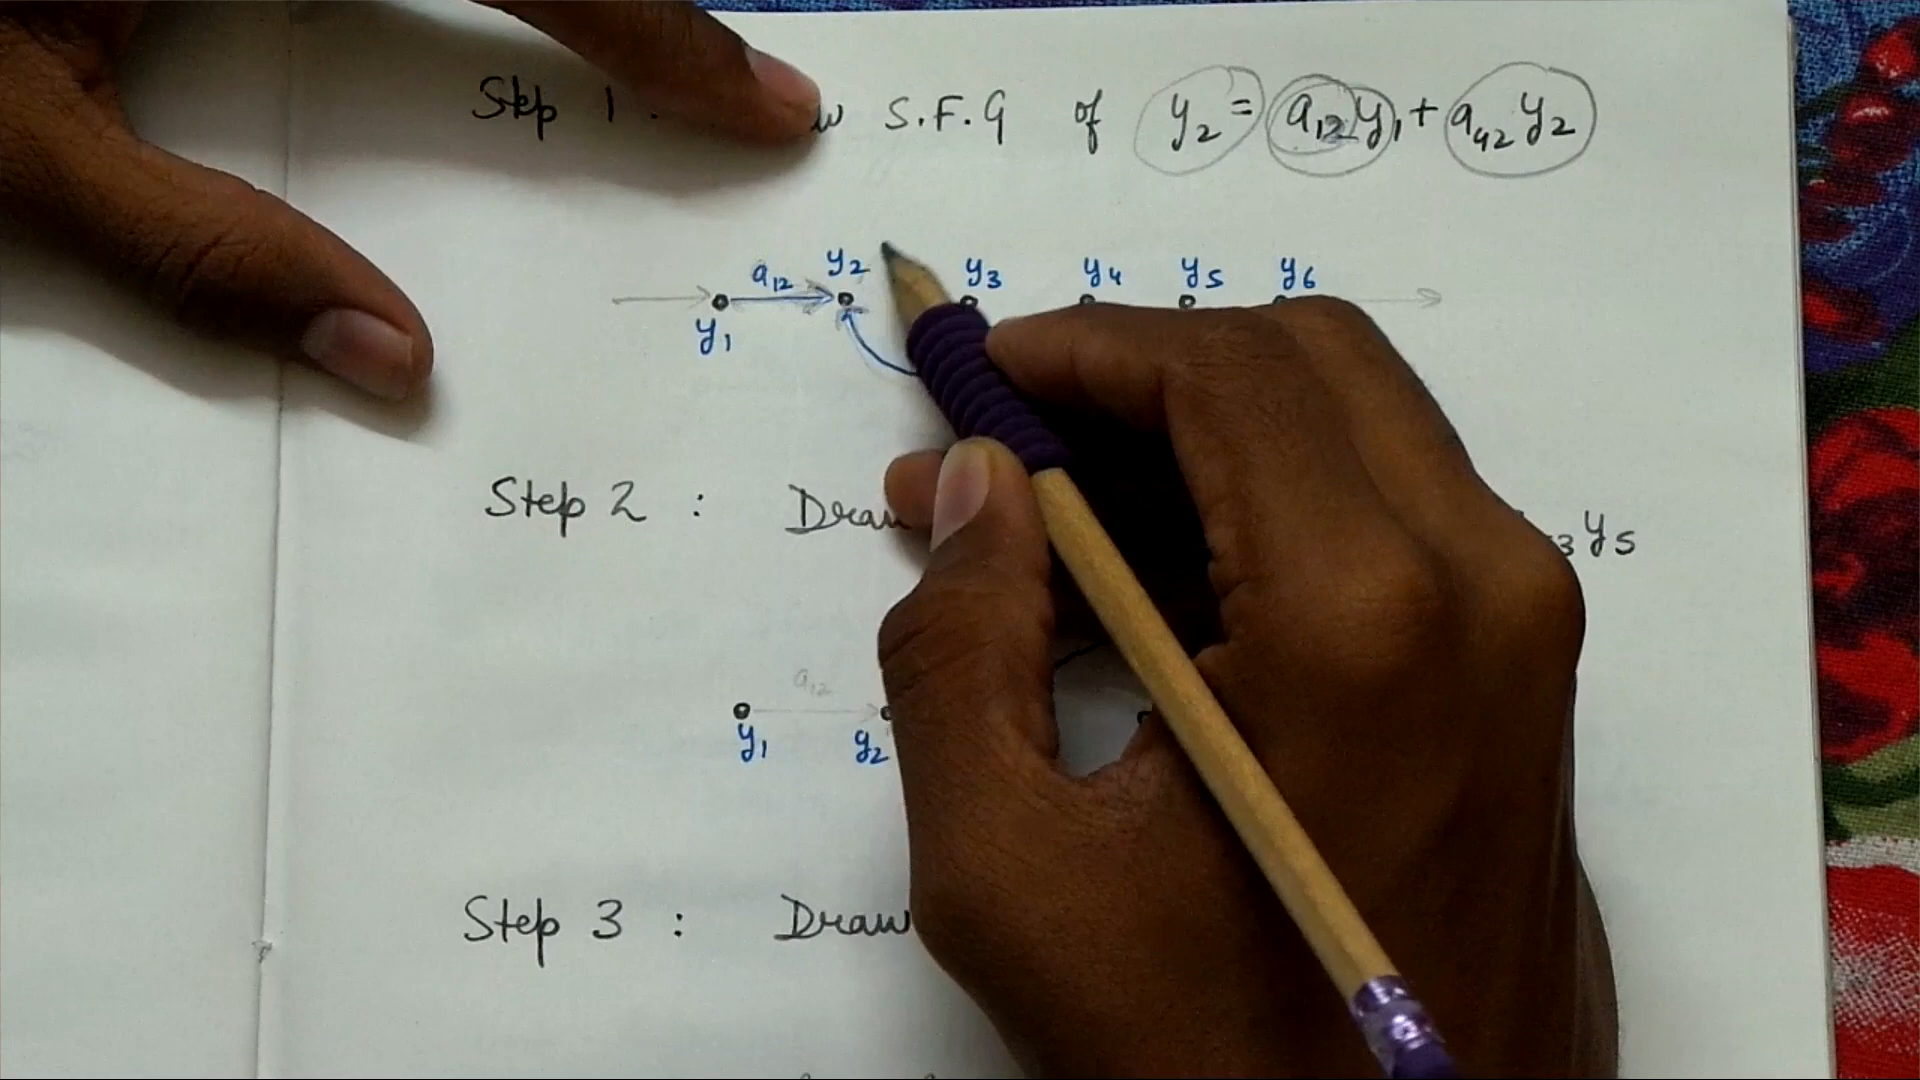 Step 1 : S.F.G of y2 = a12 y1 + a42 y2
a12 y2 y3 y4 y5 y6
y1
Step 2 : Draw y5
a12
y1 y2
Step 3 : Draw